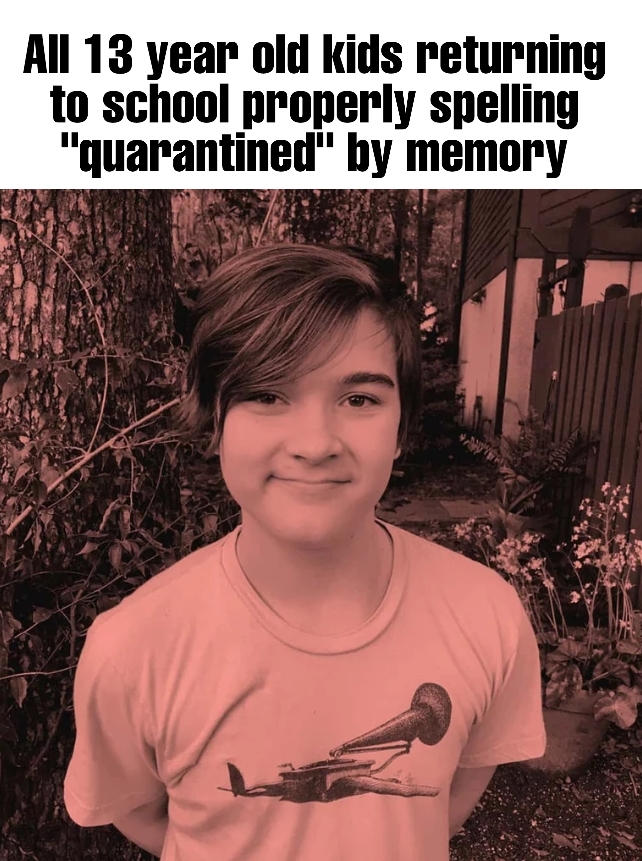 All 13 year old kids returning
to school properly spelling
"quarantined" by memory